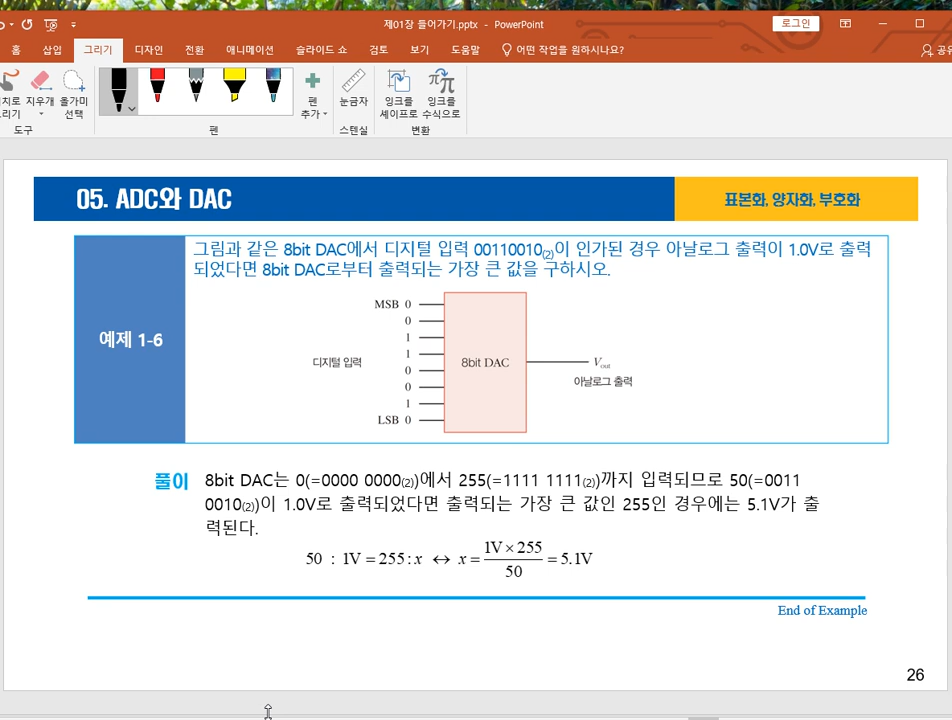 제01장 들어가기.pptx - PowerPoint
로그인
홈 삽입 그리기 디자인 전환 애니메이션 슬라이드 쇼 검토 보기 도움말 어떤 작업을 원하시나요? 공유
지우개 올가미 선택
펜 추가
눈금자
잉크를 셰이프로
잉크를 수식으로
도구 펜 스텐실 변환
05. ADC와 DAC
표본화, 양자화, 부호화
예제 1-6
그림과 같은 8bit DAC에서 디지털 입력 00110010(2)이 인가된 경우 아날로그 출력이 1.0V로 출력
되었다면 8bit DAC로부터 출력되는 가장 큰 값을 구하시오.
MSB 0
0
1
1
디지털 입력
0
0
1
LSB 0
8bit DAC
Vout
아날로그 출력
풀이
8bit DAC는 0(=0000 0000(2))에서 255(=1111 1111(2))까지 입력되므로 50(=0011
0010(2))이 1.0V로 출력되었다면 출력되는 가장 큰 값인 255인 경우에는 5.1V가 출
력된다.
50 : 1V = 255 : x ↔ x = 1V × 255 / 50 = 5.1V
End of Example
26